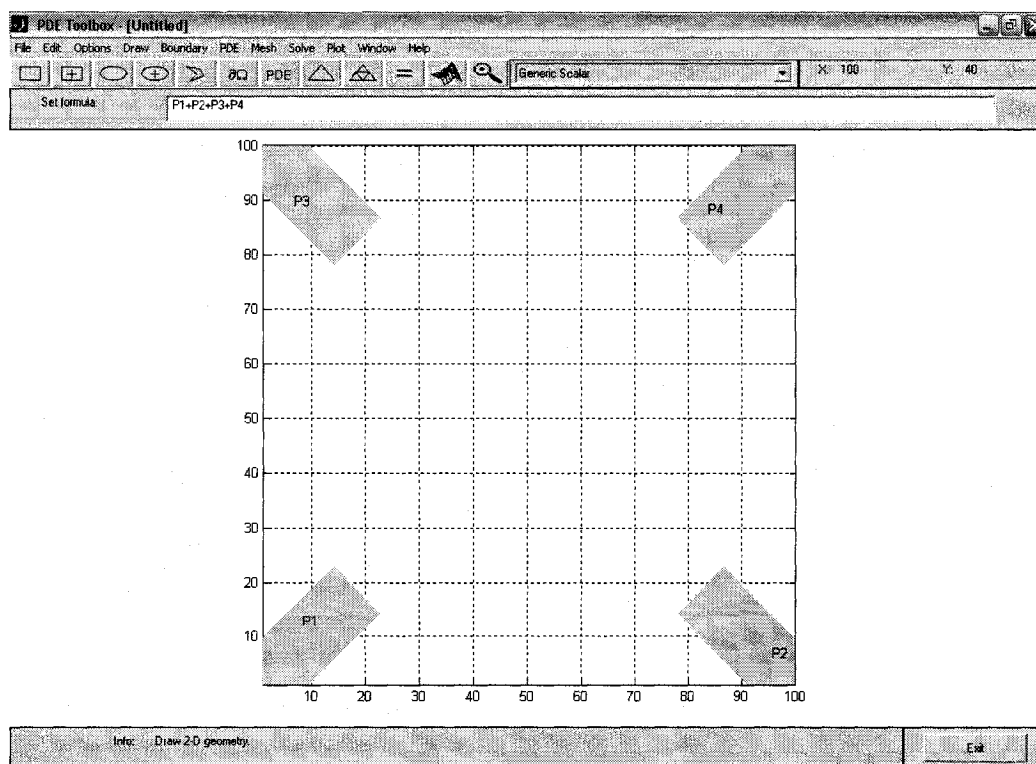 PDE Toolbox - [Untitled]
File Edit Options Draw Boundary PDE Mesh Solve Plot Window Help
∂Ω PDE = Generic Scalar X: 100 Y: 40
Set formula: P1+P2+P3+P4
100
90
80
70
60
50
40
30
20
10
P3
P4
P1
P2
10 20 30 40 50 60 70 80 90 100
Info: Draw 2-D geometry. Exit